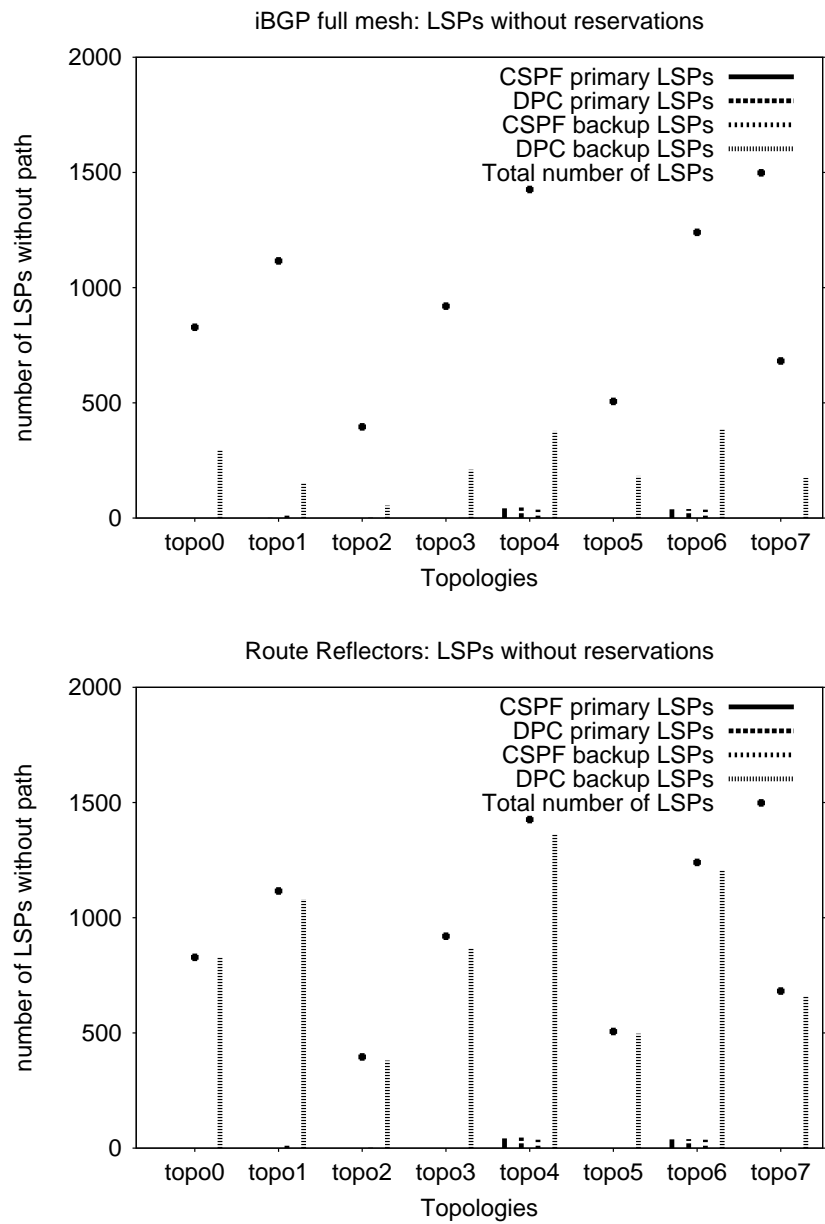 iBGP full mesh: LSPs without reservations
2000
1500
1000
500
0
number of LSPs without path
CSPF primary LSPs
DPC primary LSPs
CSPF backup LSPs
DPC backup LSPs
Total number of LSPs
topo0 topo1 topo2 topo3 topo4 topo5 topo6 topo7
Topologies
Route Reflectors: LSPs without reservations
2000
1500
1000
500
0
number of LSPs without path
CSPF primary LSPs
DPC primary LSPs
CSPF backup LSPs
DPC backup LSPs
Total number of LSPs
topo0 topo1 topo2 topo3 topo4 topo5 topo6 topo7
Topologies